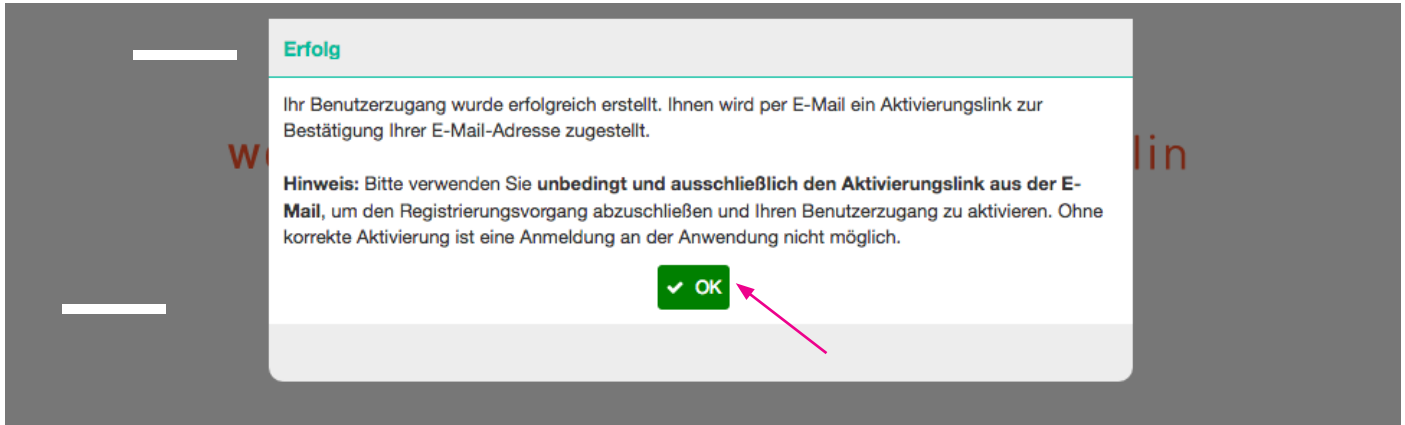 Erfolg
Ihr Benutzerzugang wurde erfolgreich erstellt. Ihnen wird per E-Mail ein Aktivierungslink zur
Bestätigung Ihrer E-Mail-Adresse zugestellt.
Hinweis: Bitte verwenden Sie unbedingt und ausschließlich den Aktivierungslink aus der E-
Mail, um den Registrierungsvorgang abzuschließen und Ihren Benutzerzugang zu aktivieren. Ohne
korrekte Aktivierung ist eine Anmeldung an der Anwendung nicht möglich.
OK